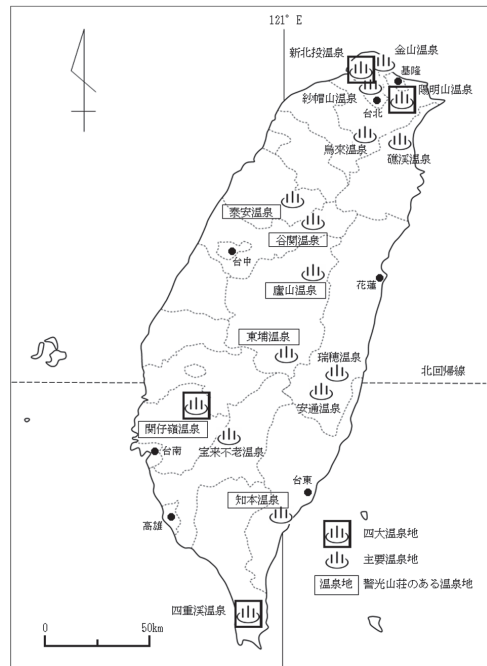 121° E
新北投温泉
金山温泉
基隆
陽明山温泉
紗帽山温泉
台北
烏來温泉
礁溪温泉
泰安温泉
谷関温泉
台中
廬山温泉
花蓮
東埔温泉
瑞穂温泉
北回帰線
安通温泉
関仔嶺温泉
台南
宝来不老温泉
台東
知本温泉
高雄
四大温泉地
主要温泉地
温泉地 警光山荘のある温泉地
四重渓温泉
0 50km